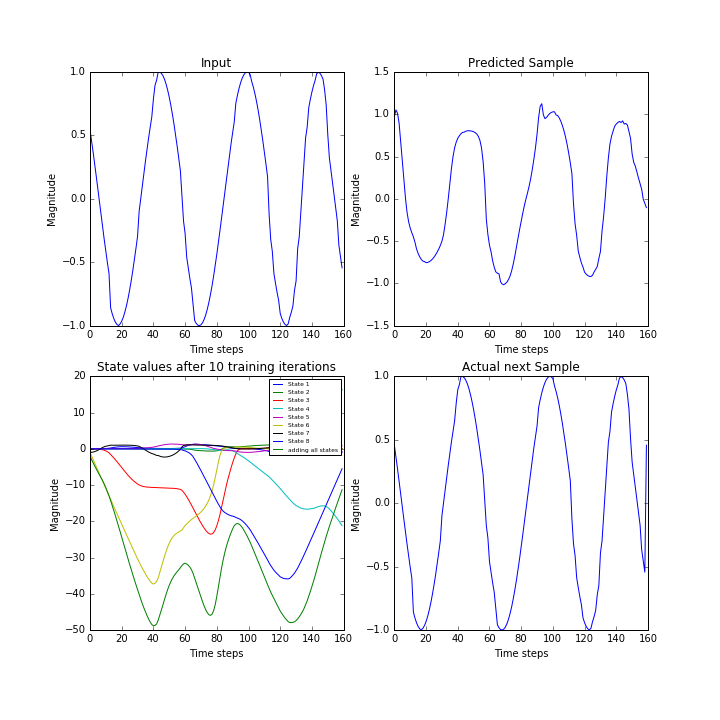 Input
Magnitude
1.0
0.5
0.0
−0.5
−1.0
0 20 40 60 80 100 120 140 160
Time steps
Predicted Sample
Magnitude
1.5
1.0
0.5
0.0
−0.5
−1.0
−1.5
0 20 40 60 80 100 120 140 160
Time steps
State values after 10 training iterations
Magnitude
20
10
0
−10
−20
−30
−40
−50
0 20 40 60 80 100 120 140 160
Time steps
State 1
State 2
State 3
State 4
State 5
State 6
State 7
State 8
adding all states
Actual next Sample
Magnitude
1.0
0.5
0.0
−0.5
−1.0
0 20 40 60 80 100 120 140 160
Time steps